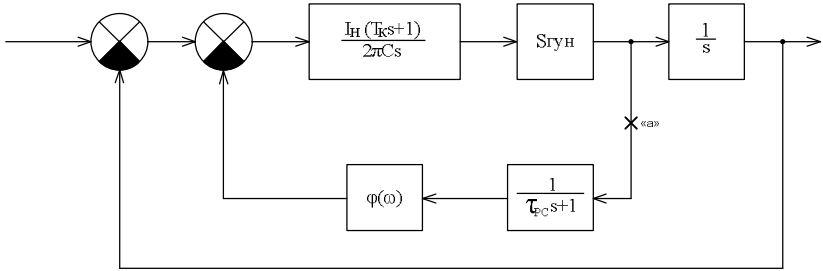 Iн (Tкs+1)
2πCs
Sгун
1
s
«a»
φ(ω)
1
τРСs+1